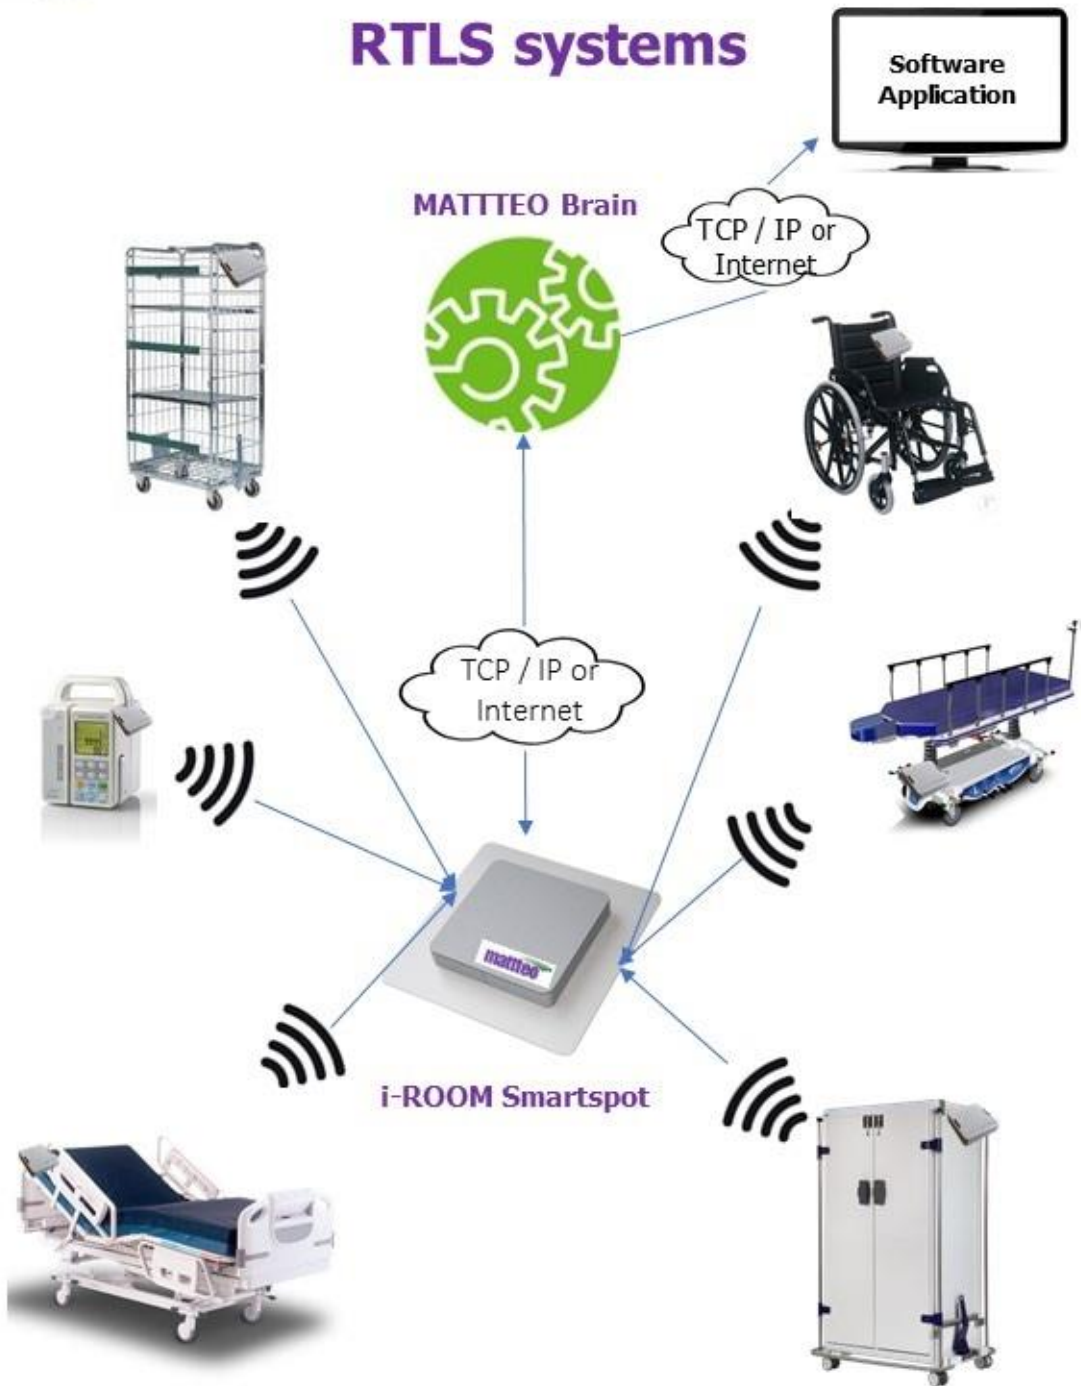 RTLS systems
Software
Application
MATTTEO Brain
TCP / IP or
Internet
TCP / IP or
Internet
mattteo
i-ROOM Smartspot